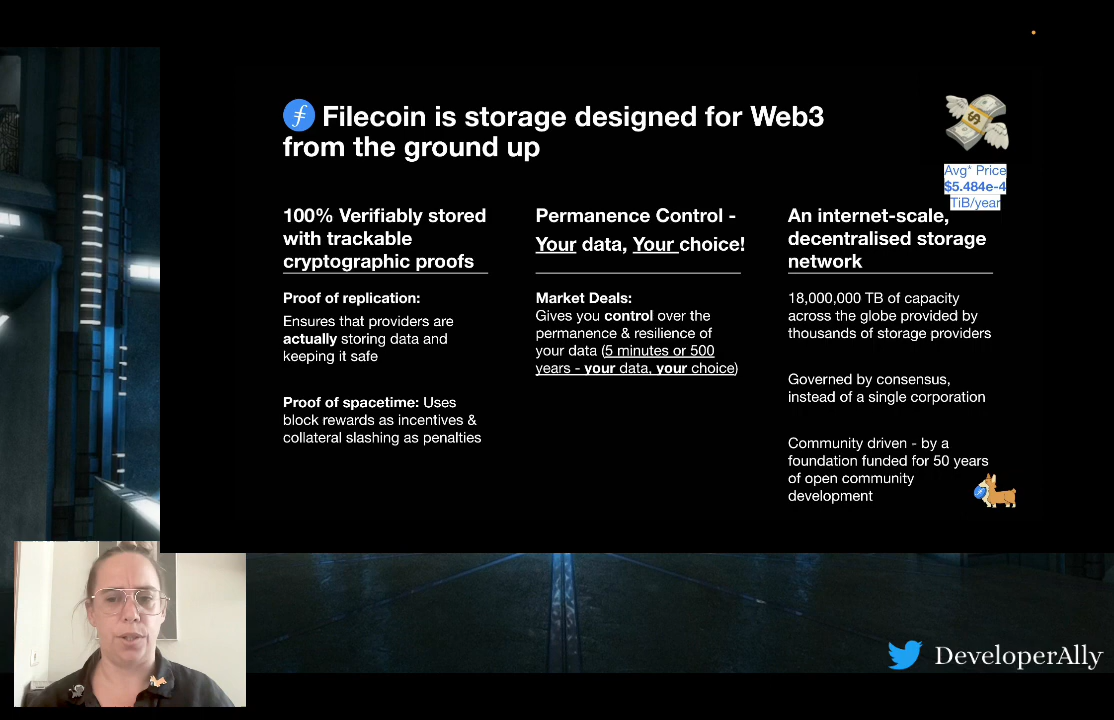 Filecoin is storage designed for Web3
from the ground up
Avg* Price
$5.484e-4
TiB/year
100% Verifiably stored
with trackable
cryptographic proofs
Proof of replication:
Ensures that providers are
actually storing data and
keeping it safe
Proof of spacetime: Uses
block rewards as incentives &
collateral slashing as penalties
Permanence Control -
Your data, Your choice!
Market Deals:
Gives you control over the
permanence & resilience of
your data (5 minutes or 500
years - your data, your choice)
An internet-scale,
decentralised storage
network
18,000,000 TB of capacity
across the globe provided by
thousands of storage providers
Governed by consensus,
instead of a single corporation
Community driven - by a
foundation funded for 50 years
of open community
development
DeveloperAlly